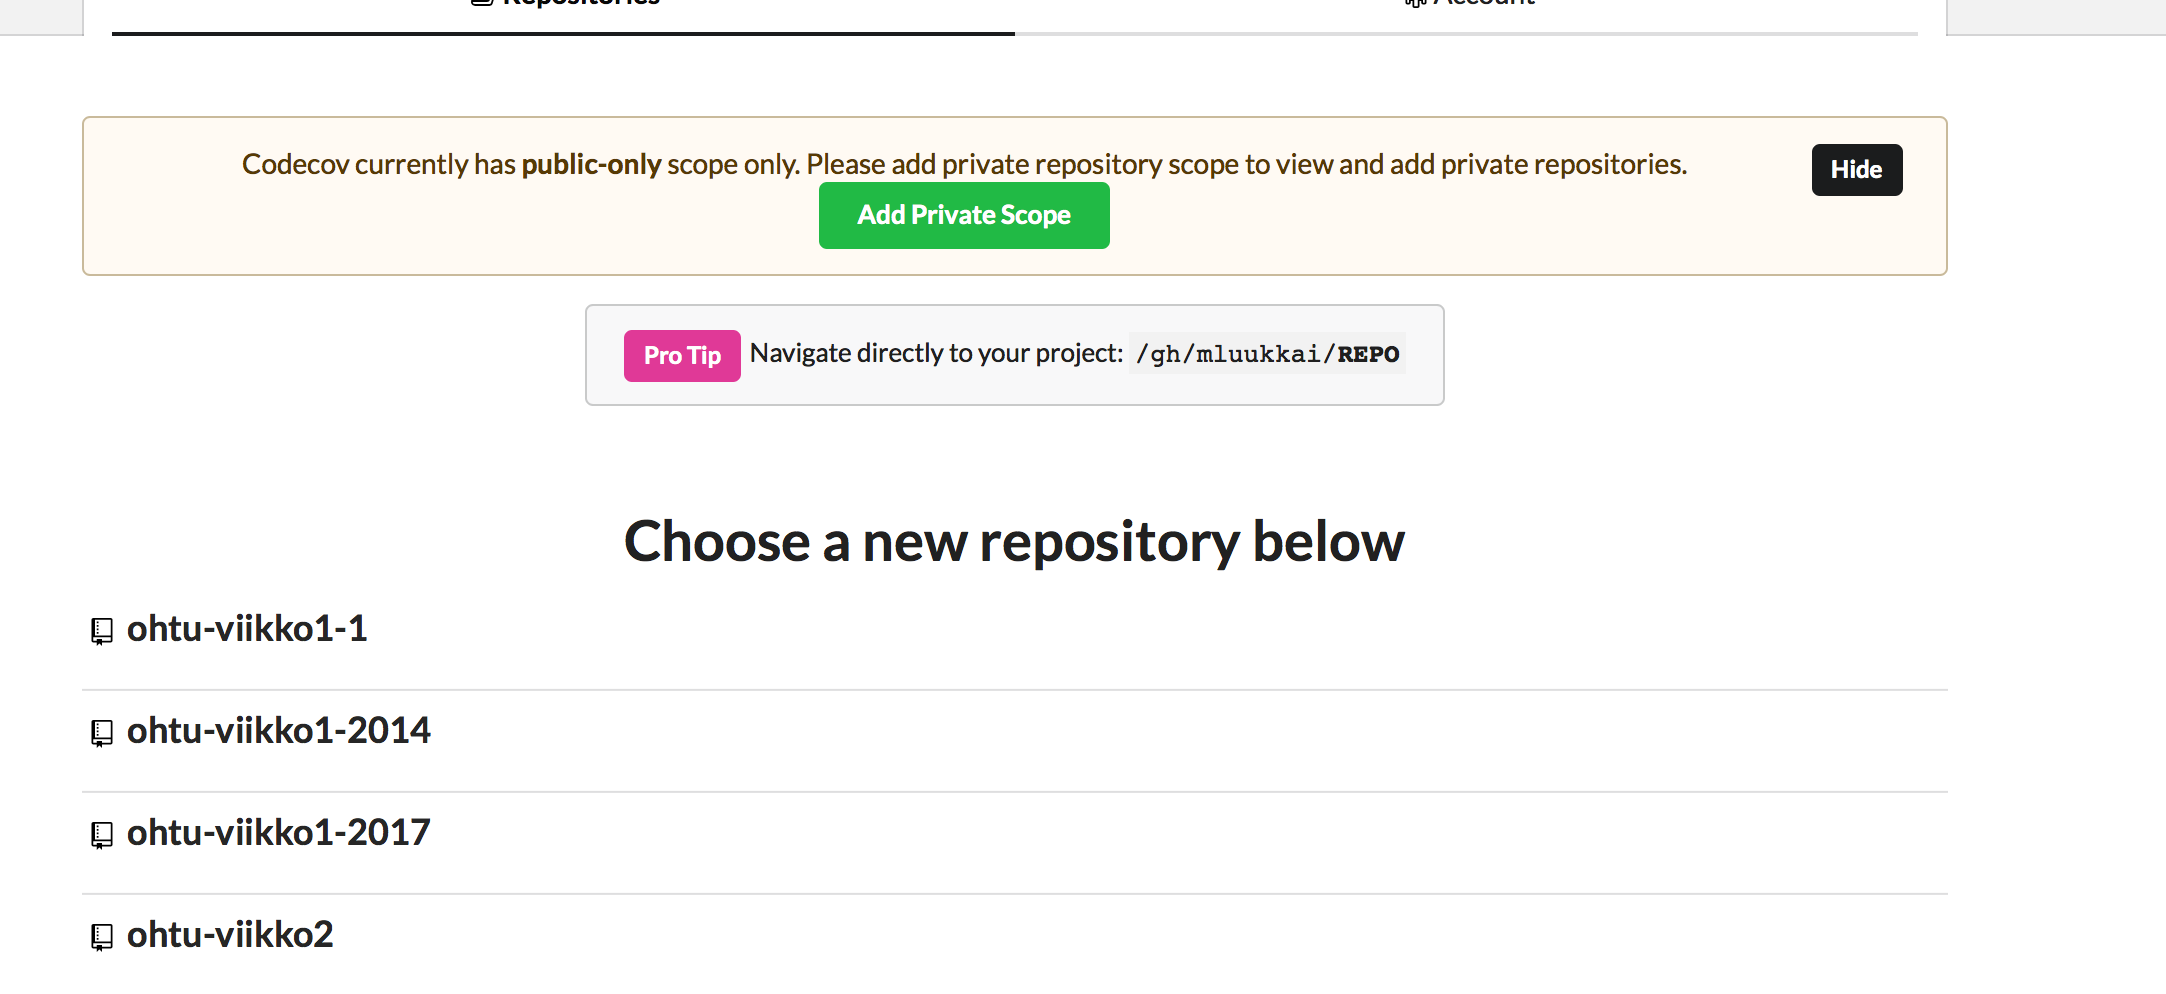 Repositories
Account
Codecov currently has public-only scope only. Please add private repository scope to view and add private repositories.
Hide
Add Private Scope
Pro Tip Navigate directly to your project: /gh/mluukkai/REPO
Choose a new repository below
ohtu-viikko1-1
ohtu-viikko1-2014
ohtu-viikko1-2017
ohtu-viikko2